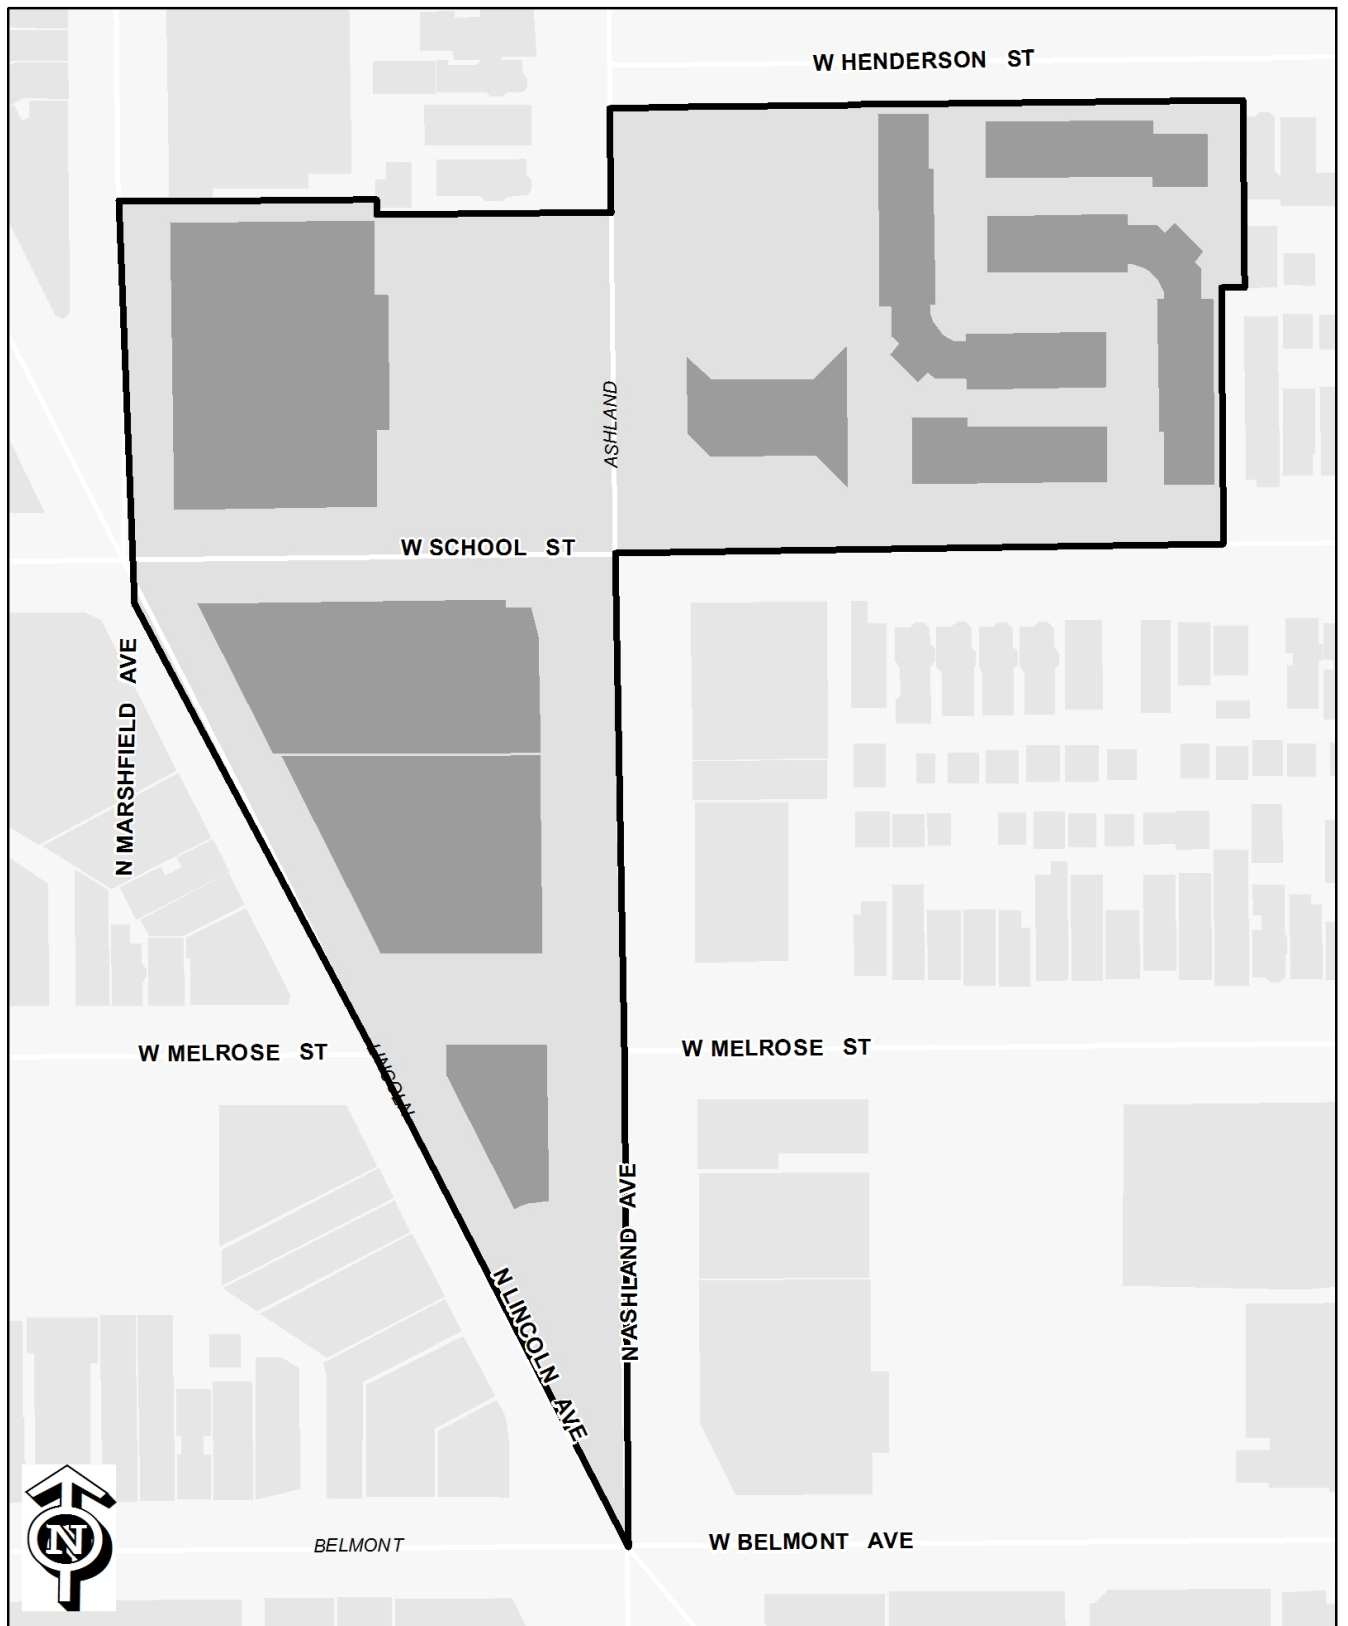 W HENDERSON ST
ASHLAND
W SCHOOL ST
N MARSHFIELD AVE
W MELROSE ST
LINCOLN
W MELROSE ST
N ASHLAND AVE
N LINCOLN AVE
N
BELMONT
W BELMONT AVE